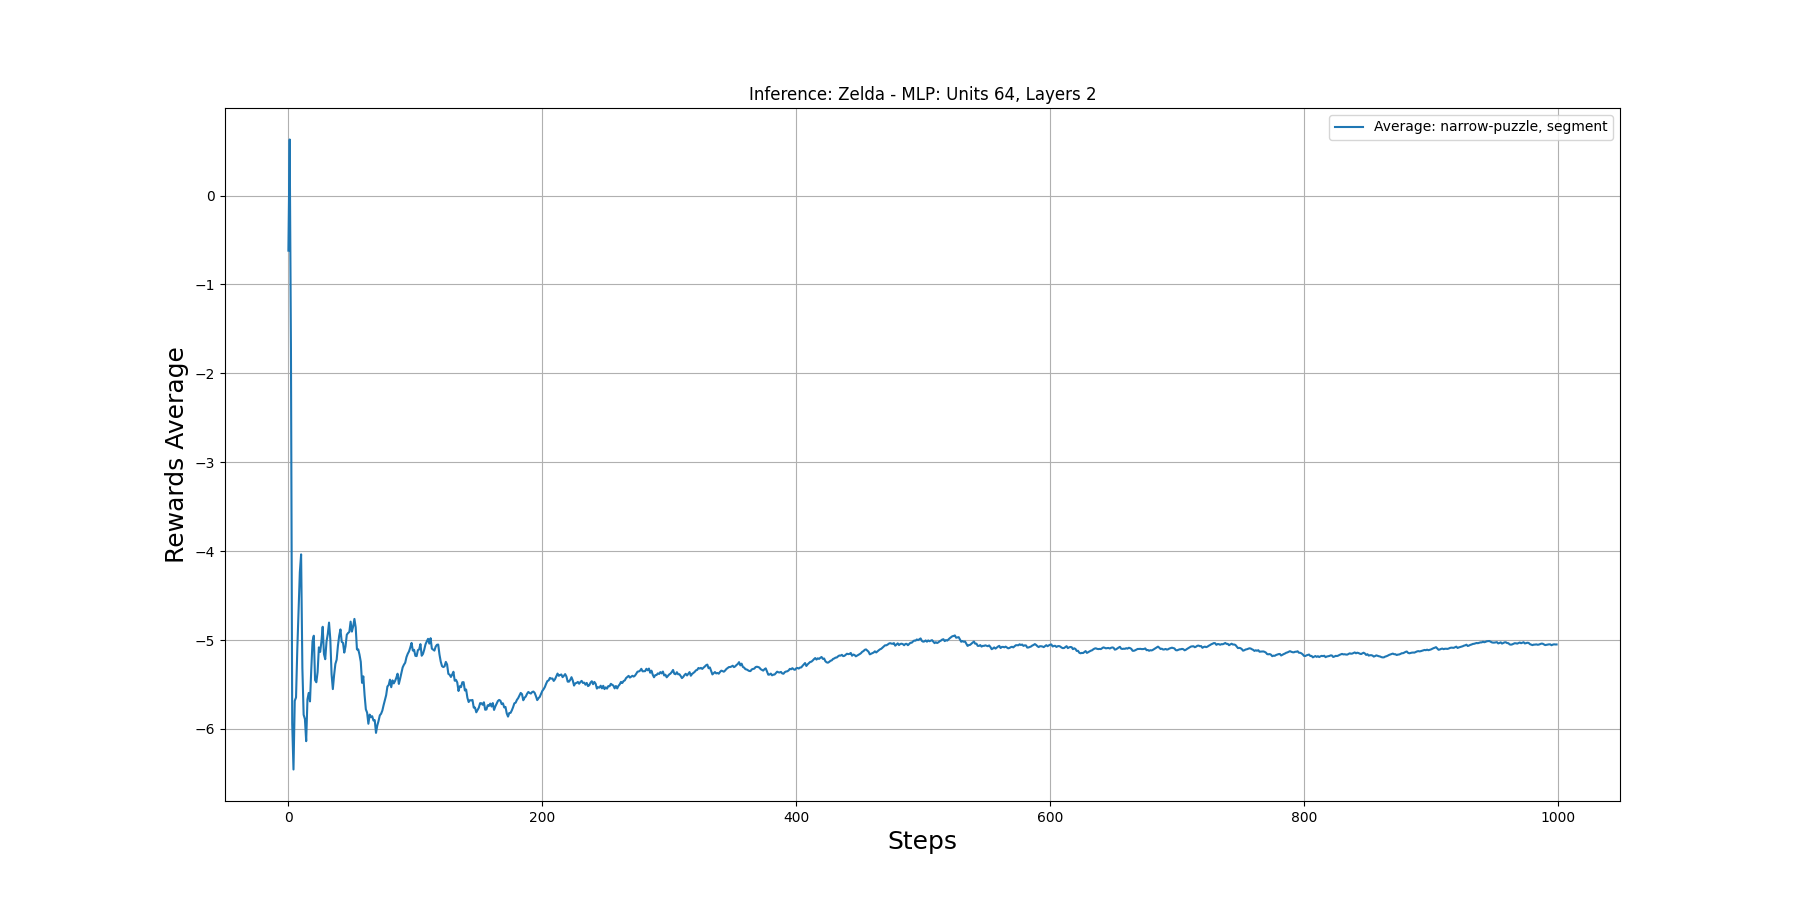 Inference: Zelda - MLP: Units 64, Layers 2
Average: narrow-puzzle, segment
Rewards Average
0
−1
−2
−3
−4
−5
−6
0 200 400 600 800 1000
Steps